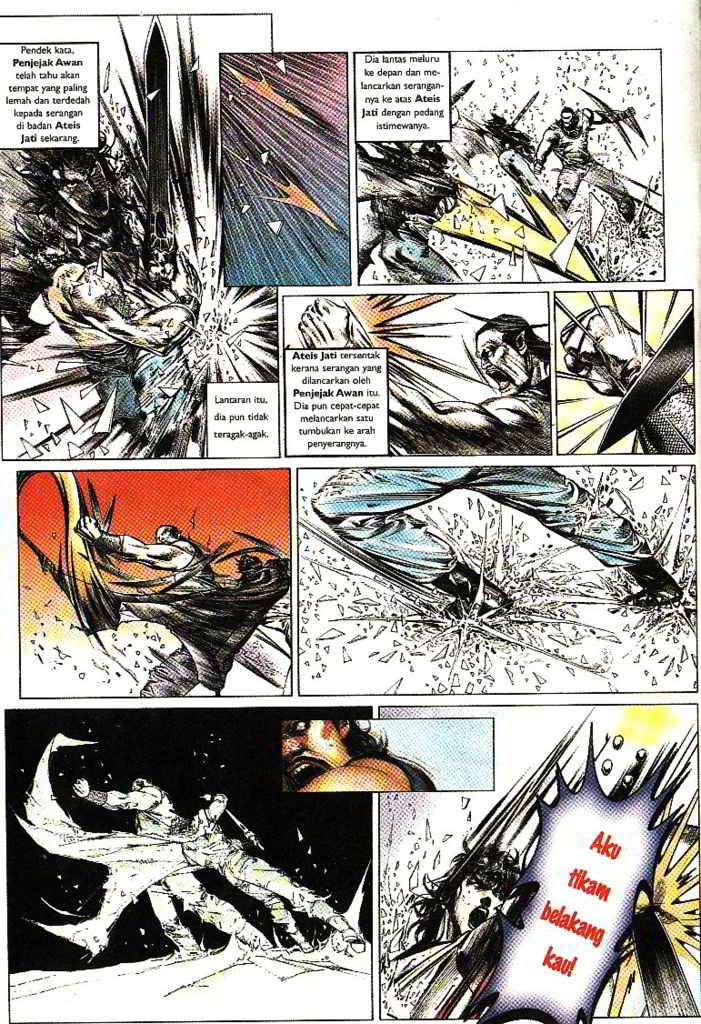 Pendek kata,
Penjejak Awan
telah tahu akan
tempat yang paling
lemah dan terdedah
kepada serangan
di badan Ateis
Jati sekarang.
Dia lantas meluru
ke depan dan me-
lancarkan serangan-
nya ke atas Ateis
Jati dengan pedang
istimewanya.
Lantaran itu,
dia pun tidak
teragak-agak.
Ateis Jati tersentak
kerana serangan yang
dilancarkan oleh
Penjejak Awan itu.
Dia pun cepat-cepat
melancarkan satu
tumbukan ke arah
penyerangnya.
Aku
tikam
belakang
kau!